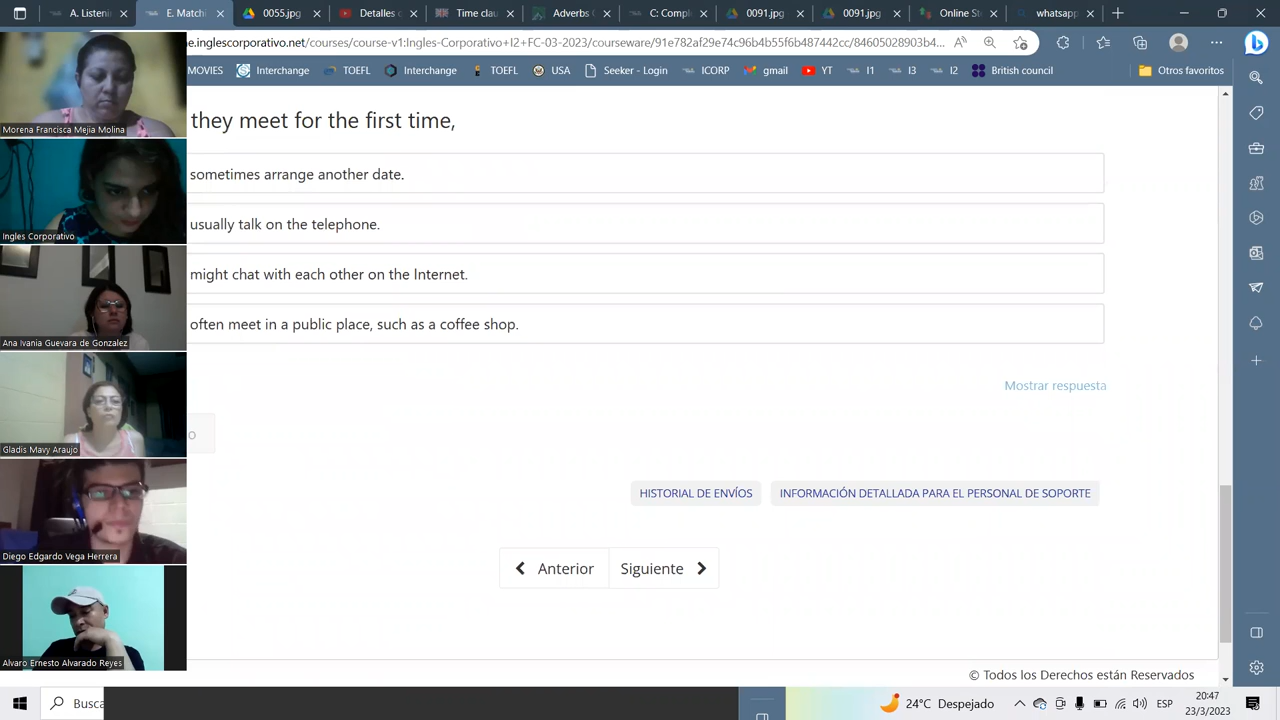 A. Listen
E. Match
0055.jpg
Detalles
Time clau
Adverbs
C: Compl
0091.jpg
091.jpg
Time 3.0
whatsapp
e.inglescorporativo.net/courses/course-v1:Ingles-Corporativo+I2+FC-03-2023/courseware/91e782af29e74c96b4b55f6b487442cc/84605u28903b4...
MOVIES
Interchange
TOEFL
Interchange
TOEFL
USA
Seeker - Login
ICORP
gmail
YT
I1
I3
I2
British council
Otros favoritos
they meet for the first time,
sometimes arrange another date.
usually talk on the telephone.
might chat with each other on the Internet.
often meet in a public place, such as a coffee shop.
Mostrar respuesta
o
HISTORIAL DE ENVÍOS
INFORMACIÓN DETALLADA PARA EL PERSONAL DE SOPORTE
Anterior
Siguiente
© Todos los Derechos están Reservados
Morena Francisca Mejia Molina
Ingles Corporativo
Ana Ivania Guevara de Gonzalez
Gladis Mavy Araujo
Diego Edgardo Vega Herrera
Alvaro Ernesto Alvarado Reyes
Busca
24°C Despejado
ESP
20:47
23/3/2023